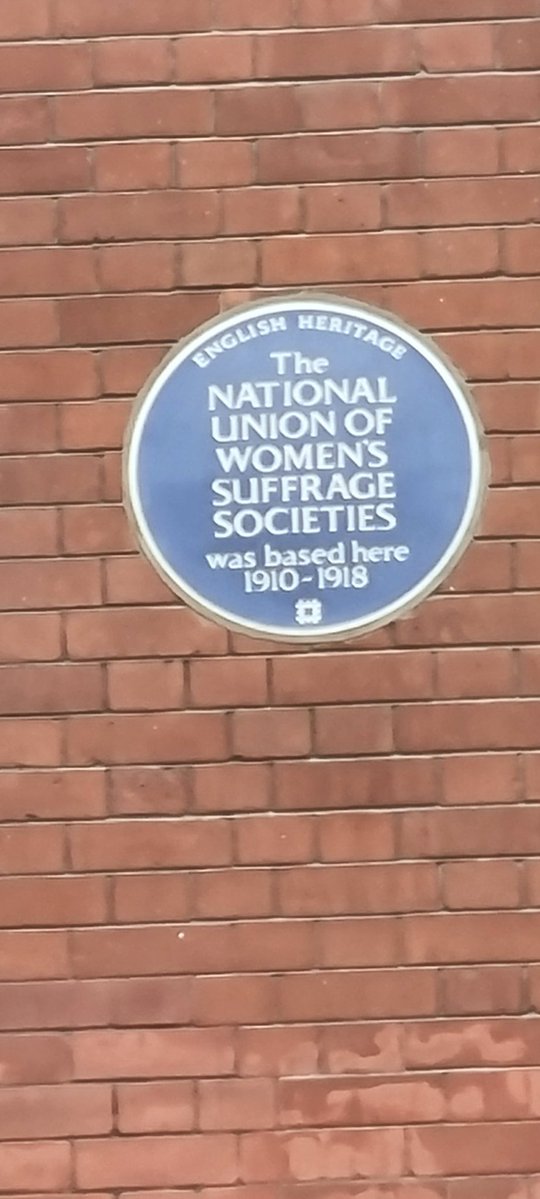 ENGLISH HERITAGE
The
NATIONAL
UNION OF
WOMEN'S
SUFFRAGE
SOCIETIES
was based here
1910-1918